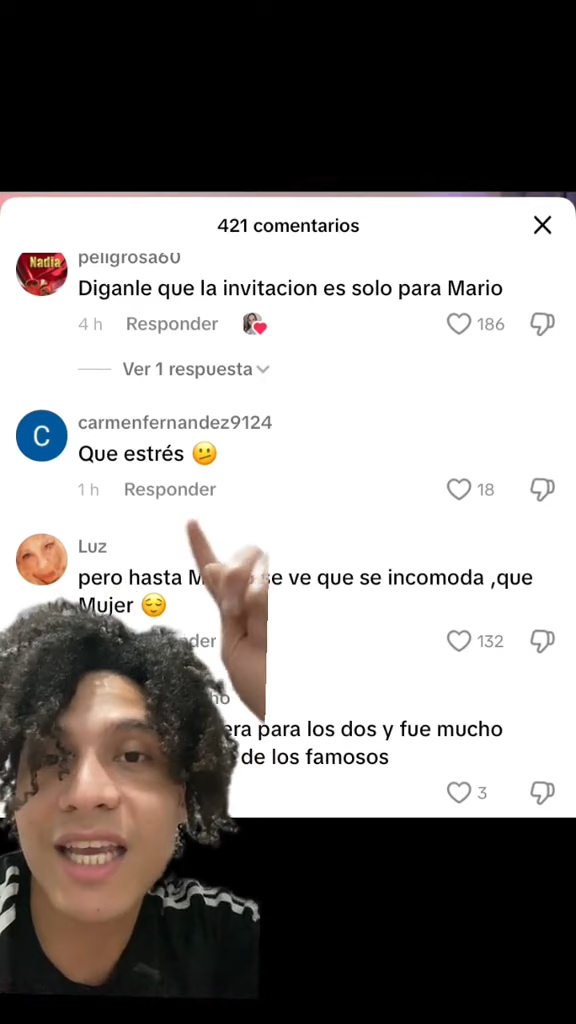 421 comentarios
Nadia
peligrosa60
Diganle que la invitacion es solo para Mario
4 h Responder 186
Ver 1 respuesta
C
carmenfernandez9124
Que estrés 🫤
1 h Responder 18
Luz
pero hasta se ve que se incomoda ,que
Mujer 😌
132
para los dos y fue mucho
de los famosos
3